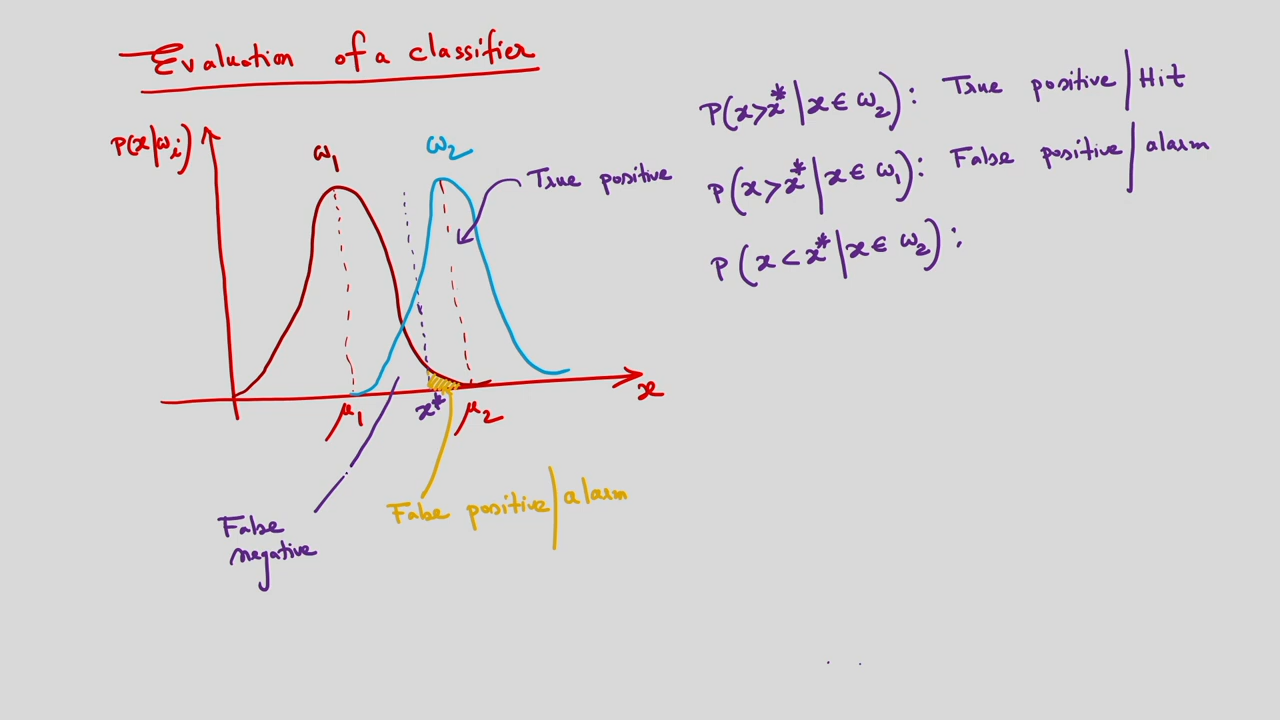 Evaluation of a classifier
P(x>x*|x∈ω₂): True positive | Hit
P(x|ωᵢ)
ω₁
ω₂
True positive
P(x>x*|x∈ω₁): False positive | alarm
P(x<x*|x∈ω₂):
μ₁
x*
μ₂
x
False positive | alarm
False
negative